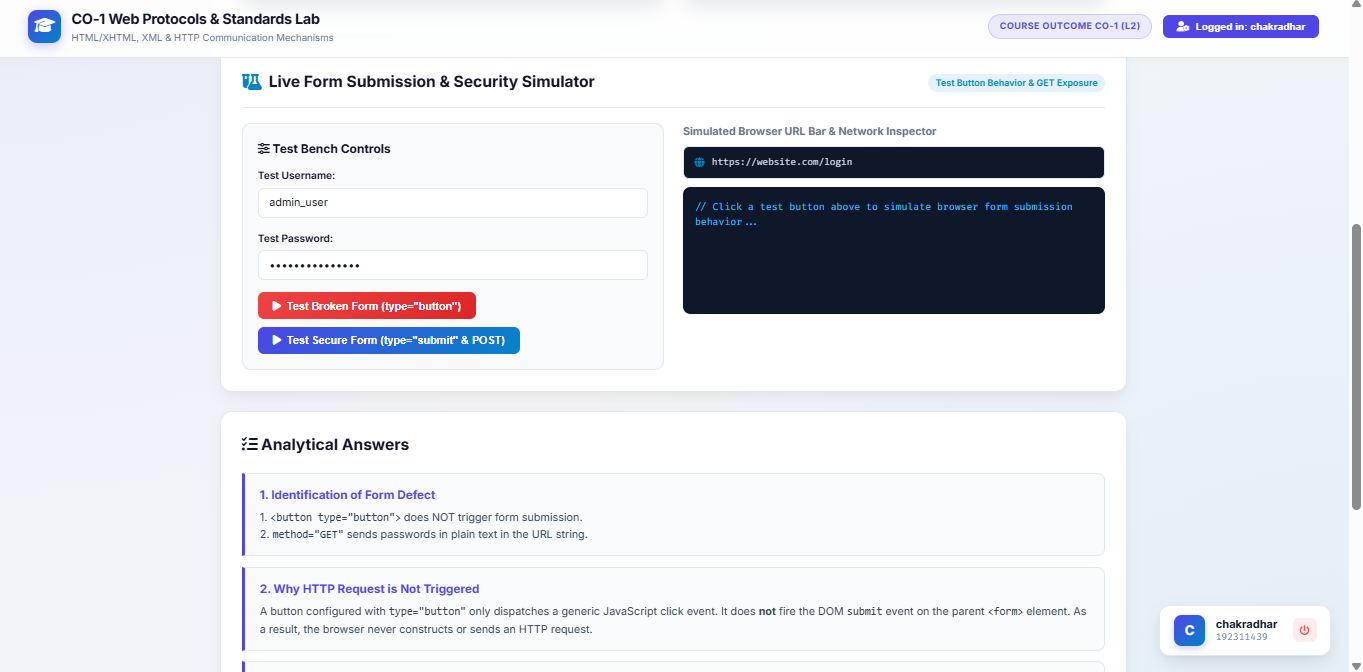 CO-1 Web Protocols & Standards Lab
HTML/XHTML, XML & HTTP Communication Mechanisms
COURSE OUTCOME CO-1 (L2)
Logged in: chakradhar
Live Form Submission & Security Simulator
Test Button Behavior & GET Exposure
Test Bench Controls
Test Username:
admin_user
Test Password:
•••••••••••••••
Test Broken Form (type="button")
Test Secure Form (type="submit" & POST)
Simulated Browser URL Bar & Network Inspector
https://website.com/login
// Click a test button above to simulate browser form submission
behavior...
Analytical Answers
1. Identification of Form Defect
1. <button type="button"> does NOT trigger form submission.
2. method="GET" sends passwords in plain text in the URL string.
2. Why HTTP Request is Not Triggered
A button configured with type="button" only dispatches a generic JavaScript click event. It does not fire the DOM submit event on the parent <form> element. As
a result, the browser never constructs or sends an HTTP request.
C
chakradhar
192311439